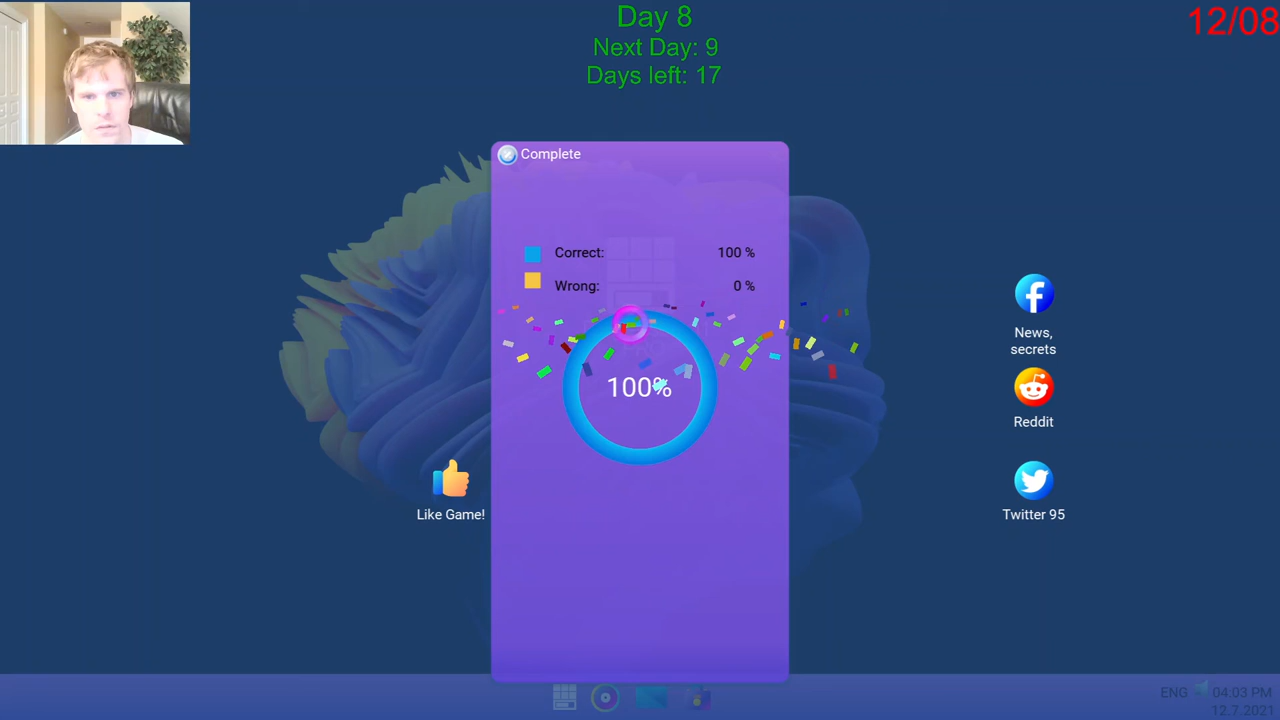 Day 8
Next Day: 9
Days left: 17
12/08
Complete
Correct: 100 %
Wrong: 0 %
100%
News,
secrets
Reddit
Like Game!
Twitter 95
ENG 04:03 PM
12.7.2021